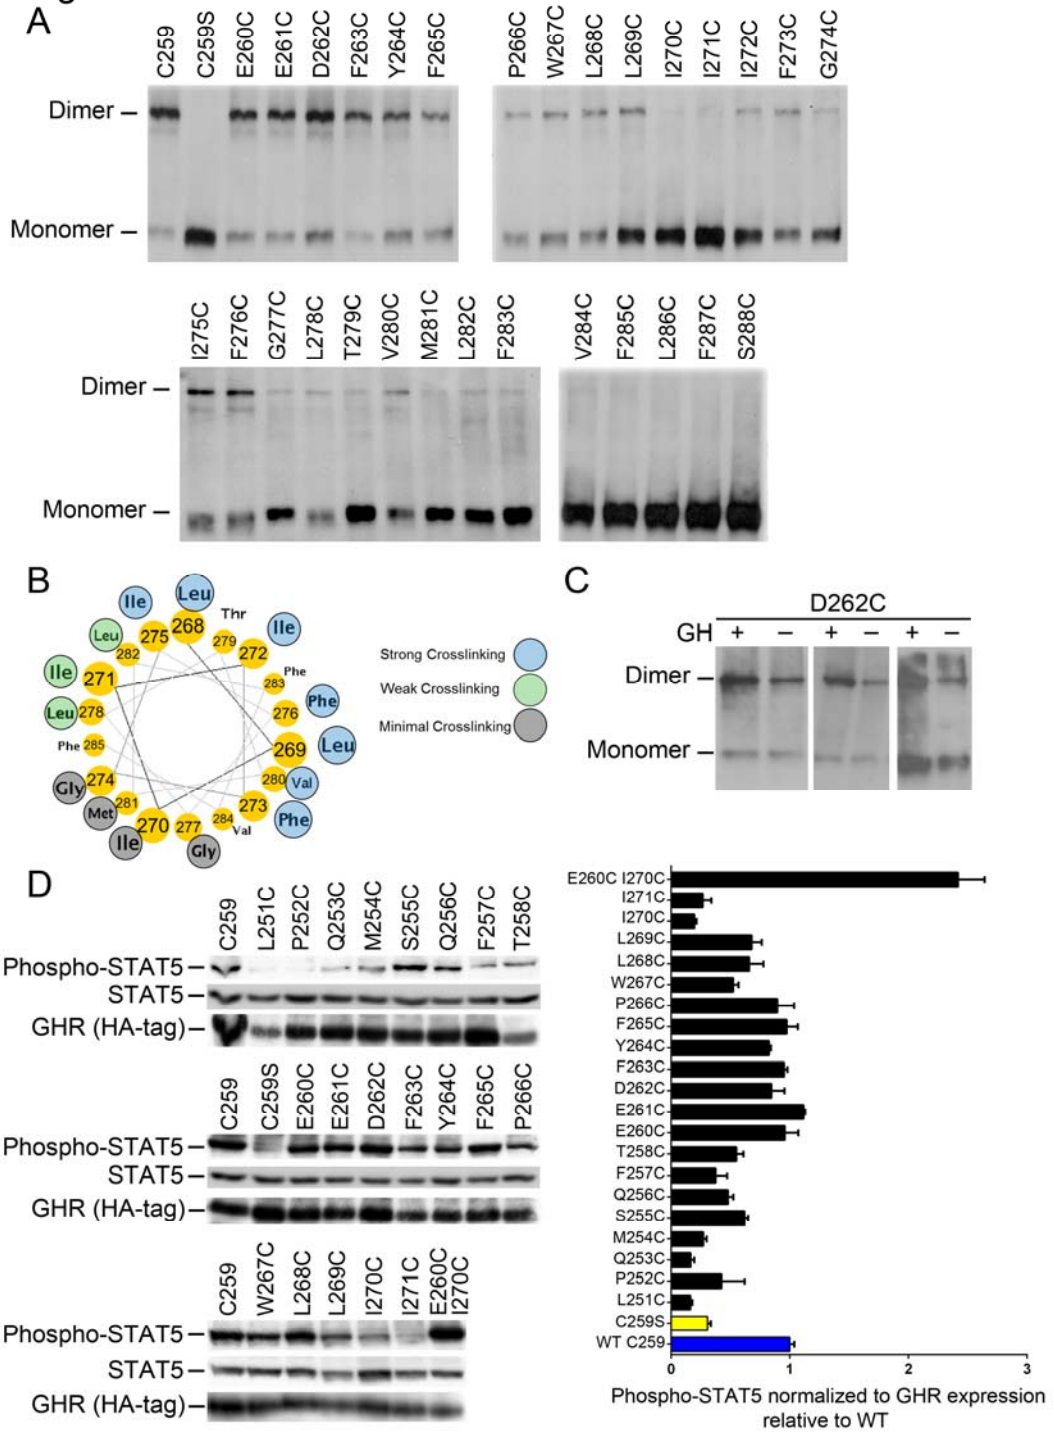 A
C259 C259S E260C E261C D262C F263C Y264C F265C
P266C W267C L268C L269C I270C I271C I272C F273C G274C
Dimer
Monomer
I275C F276C G277C L278C T279C V280C M281C L282C F283C
V284C F285C L286C F287C S288C
Dimer
Monomer
B
Leu
Ile
Thr
Ile
Leu
275
268
279
272
282
Ile
271
Phe
283
Phe
276
Leu
278
Phe
285
269
Leu
Gly
274
280
Val
Met
281
273
Phe
Ile
270
277
284
Val
Gly
Strong Crosslinking
Weak Crosslinking
Minimal Crosslinking
C
D262C
GH + − + − + −
Dimer
Monomer
D
C259 L251C P252C Q253C M254C S255C Q256C F257C T258C
Phospho-STAT5
STAT5
GHR (HA-tag)
C259 C259S E260C E261C D262C F263C Y264C F265C P266C
Phospho-STAT5
STAT5
GHR (HA-tag)
C259 W267C L268C L269C I270C I271C E260C I270C
Phospho-STAT5
STAT5
GHR (HA-tag)
E260C I270C
I271C
I270C
L269C
L268C
W267C
P266C
F265C
Y264C
F263C
D262C
E261C
E260C
T258C
F257C
Q256C
S255C
M254C
Q253C
P252C
L251C
C259S
WT C259
0 1 2 3
Phospho-STAT5 normalized to GHR expression
relative to WT